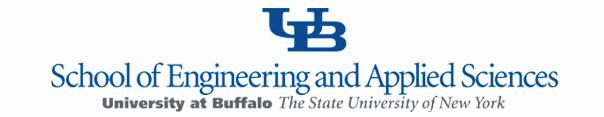 UB
School of Engineering and Applied Sciences
University at Buffalo The State University of New York